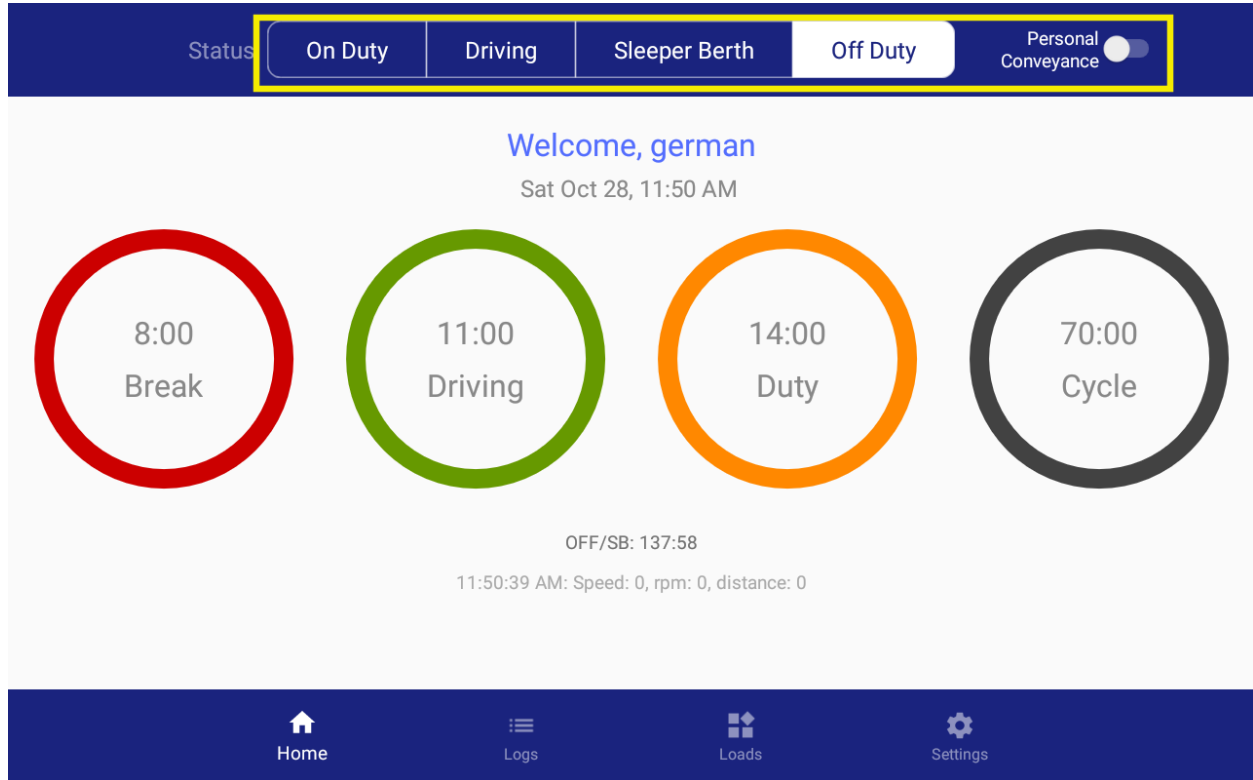 Status
On Duty
Driving
Sleeper Berth
Off Duty
Personal
Conveyance
Welcome, german
Sat Oct 28, 11:50 AM
8:00
Break
11:00
Driving
14:00
Duty
70:00
Cycle
OFF/SB: 137:58
11:50:39 AM: Speed: 0, rpm: 0, distance: 0
Home
Logs
Loads
Settings